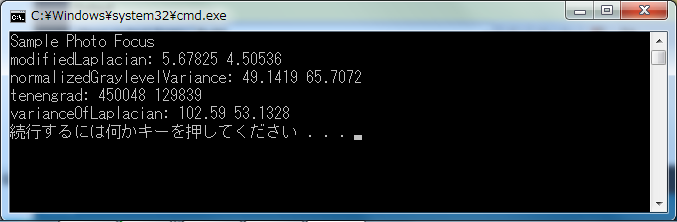 C:¥Windows¥system32¥cmd.exe
Sample Photo Focus
modifiedLaplacian: 5.67825 4.50536
normalizedGraylevelVariance: 49.1419 65.7072
tenengrad: 450048 129839
varianceOfLaplacian: 102.59 53.1328
続行するには何かキーを押してください . . .